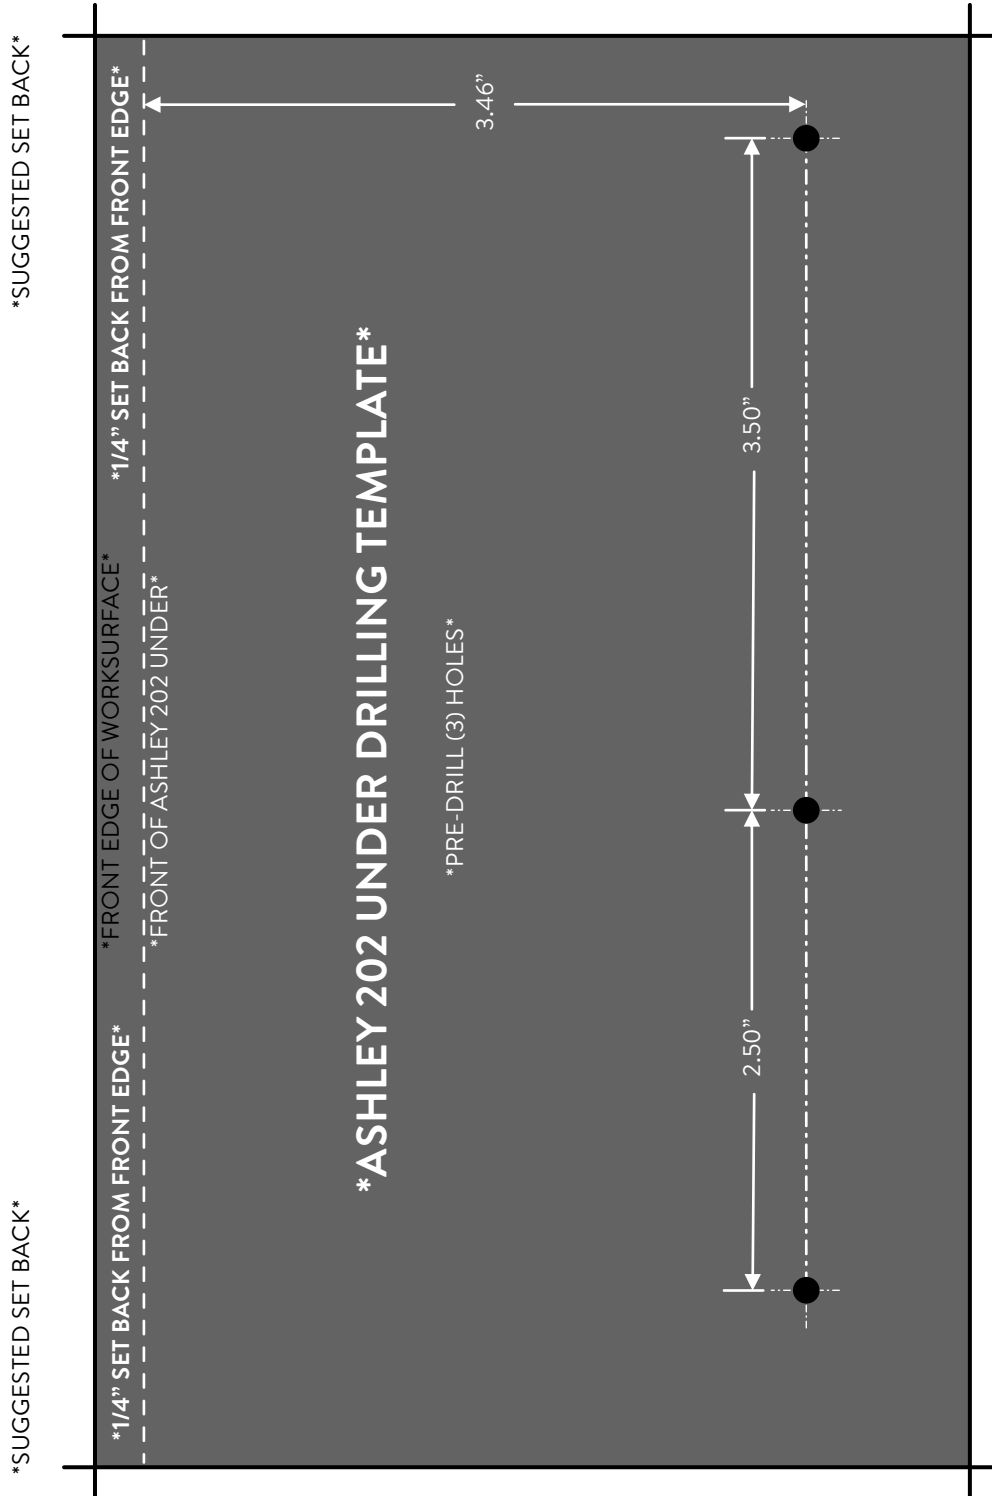 *SUGGESTED SET BACK*
*SUGGESTED SET BACK*
*1/4” SET BACK FROM FRONT EDGE*
*FRONT EDGE OF WORKSURFACE*
*1/4” SET BACK FROM FRONT EDGE*
*FRONT OF ASHLEY 202 UNDER*
*ASHLEY 202 UNDER DRILLING TEMPLATE*
*PRE-DRILL (3) HOLES*
3.46”
2.50”
3.50”